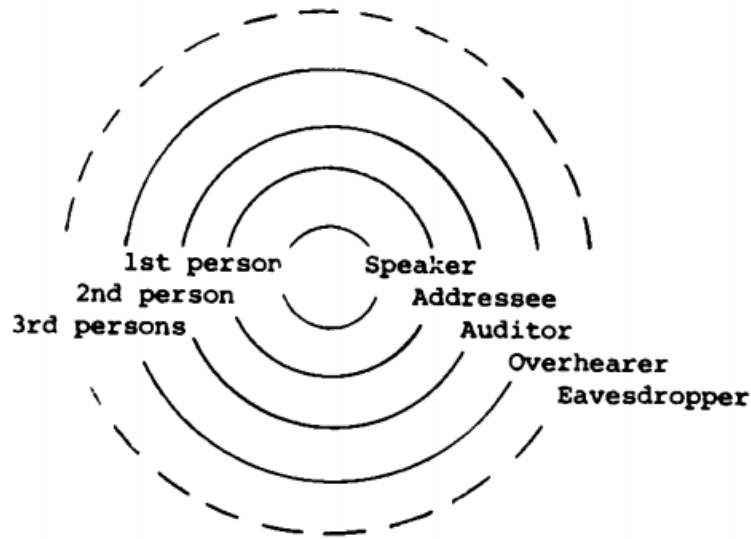 1st person Speaker
2nd person Addressee
3rd persons Auditor
Overhearer
Eavesdropper